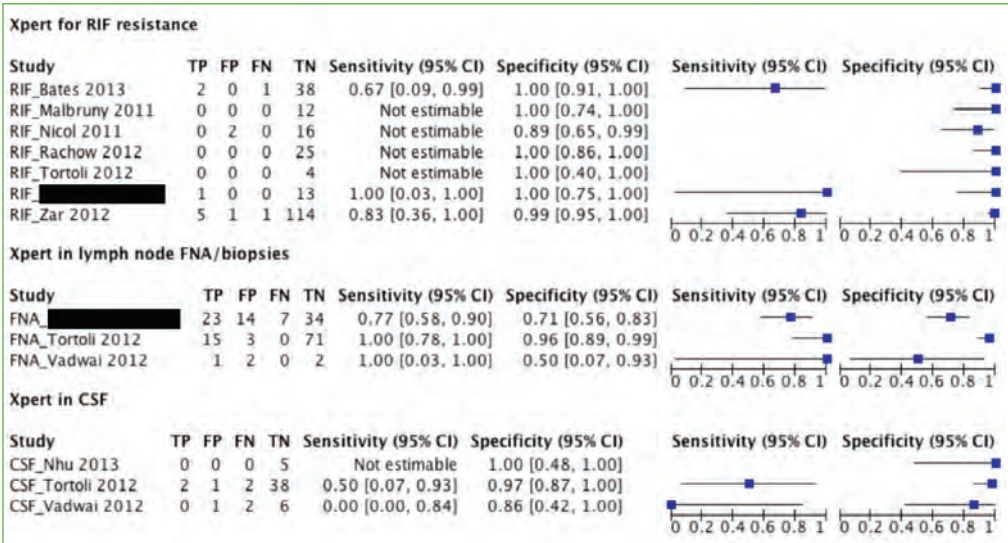 Xpert for RIF resistance
Study TP FP FN TN Sensitivity (95% CI) Specificity (95% CI) Sensitivity (95% CI) Specificity (95% CI)
RIF_Bates 2013 2 0 1 38 0.67 [0.09, 0.99] 1.00 [0.91, 1.00]
RIF_Malbruny 2011 0 0 0 12 Not estimable 1.00 [0.74, 1.00]
RIF_Nicol 2011 0 2 0 16 Not estimable 0.89 [0.65, 0.99]
RIF_Rachow 2012 0 0 0 25 Not estimable 1.00 [0.86, 1.00]
RIF_Tortoli 2012 0 0 0 4 Not estimable 1.00 [0.40, 1.00]
RIF_ 1 0 0 13 1.00 [0.03, 1.00] 1.00 [0.75, 1.00]
RIF_Zar 2012 5 1 1 114 0.83 [0.36, 1.00] 0.99 [0.95, 1.00]
0 0.2 0.4 0.6 0.8 1 0 0.2 0.4 0.6 0.8 1
Xpert in lymph node FNA/biopsies
Study TP FP FN TN Sensitivity (95% CI) Specificity (95% CI) Sensitivity (95% CI) Specificity (95% CI)
FNA_ 23 14 7 34 0.77 [0.58, 0.90] 0.71 [0.56, 0.83]
FNA_Tortoli 2012 15 3 0 71 1.00 [0.78, 1.00] 0.96 [0.89, 0.99]
FNA_Vadwai 2012 1 2 0 2 1.00 [0.03, 1.00] 0.50 [0.07, 0.93]
0 0.2 0.4 0.6 0.8 1 0 0.2 0.4 0.6 0.8 1
Xpert in CSF
Study TP FP FN TN Sensitivity (95% CI) Specificity (95% CI) Sensitivity (95% CI) Specificity (95% CI)
CSF_Nhu 2013 0 0 0 5 Not estimable 1.00 [0.48, 1.00]
CSF_Tortoli 2012 2 1 2 38 0.50 [0.07, 0.93] 0.97 [0.87, 1.00]
CSF_Vadwai 2012 0 1 2 6 0.00 [0.00, 0.84] 0.86 [0.42, 1.00]
0 0.2 0.4 0.6 0.8 1 0 0.2 0.4 0.6 0.8 1